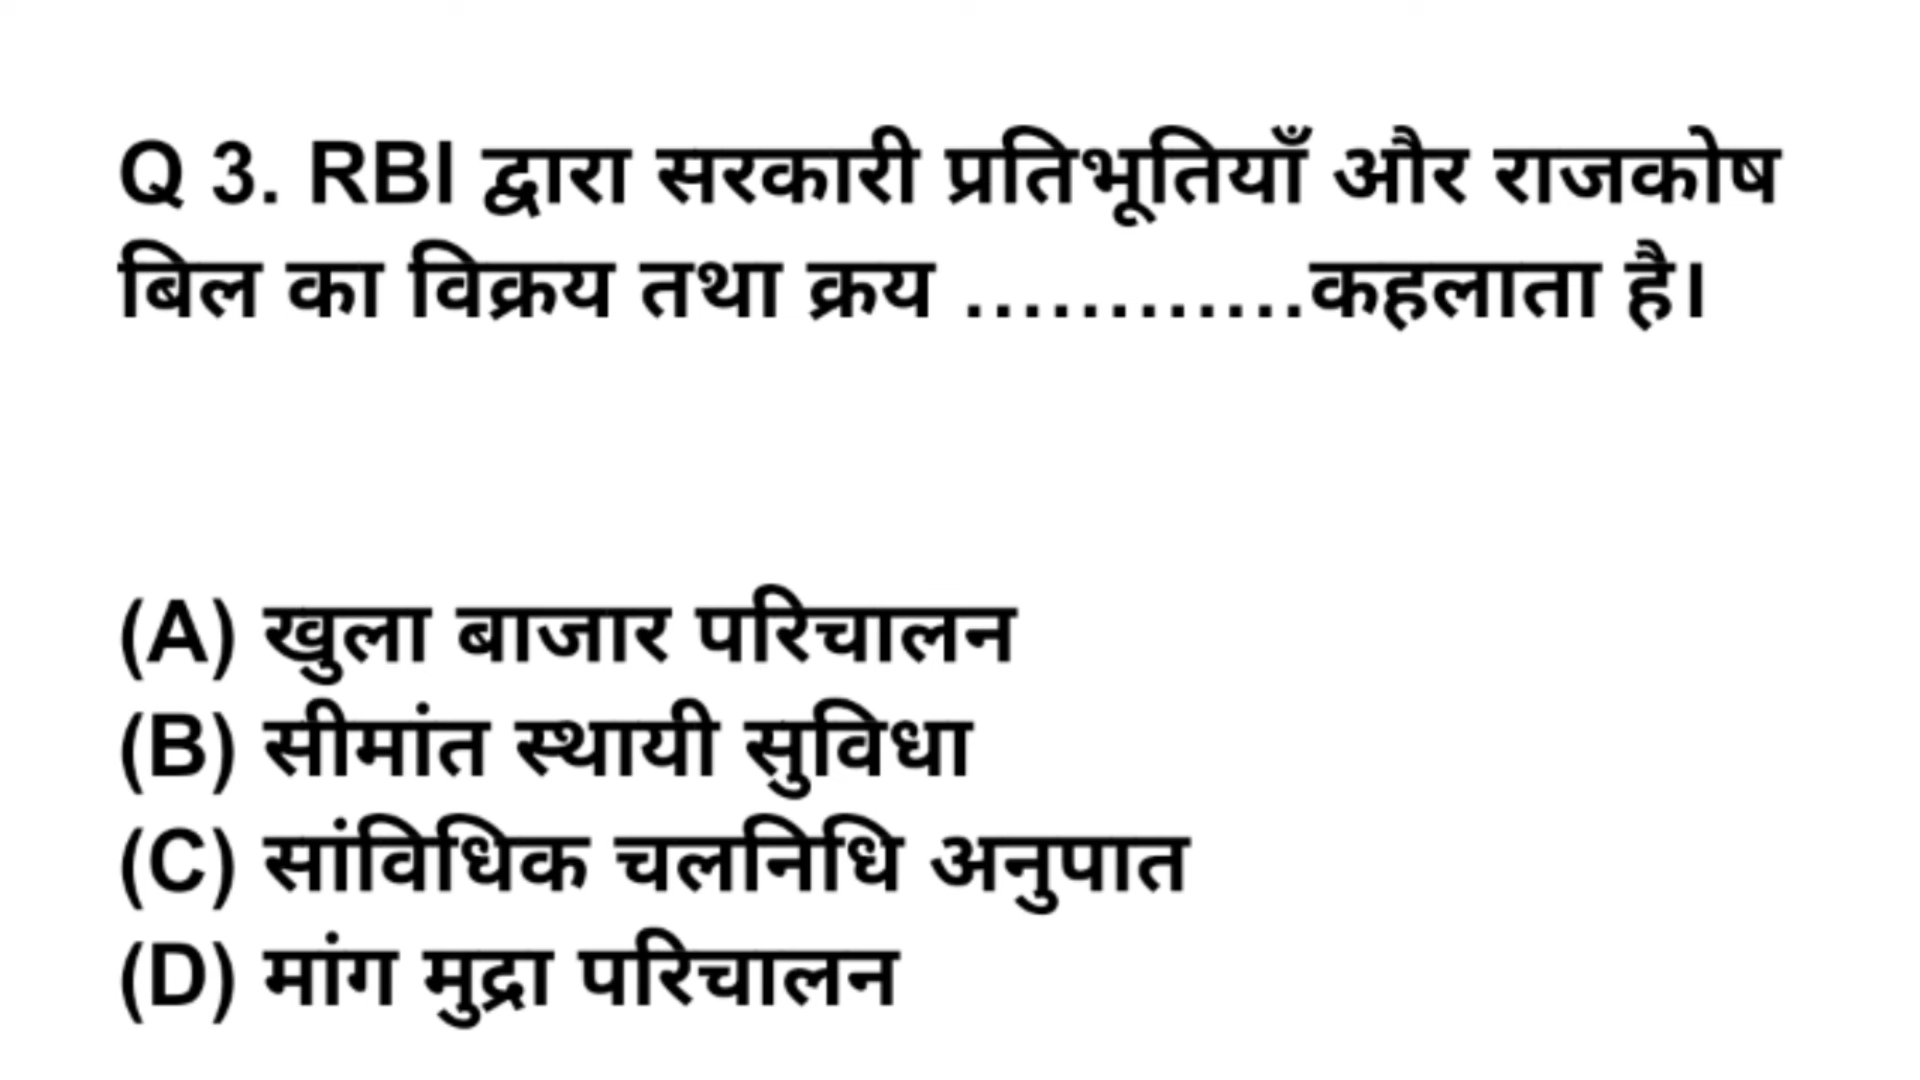 Q 3. RBI द्वारा सरकारी प्रतिभूतियाँ और राजकोष
बिल का विक्रय तथा क्रय ............कहलाता है।
(A) खुला बाजार परिचालन
(B) सीमांत स्थायी सुविधा
(C) सांविधिक चलनिधि अनुपात
(D) मांग मुद्रा परिचालन